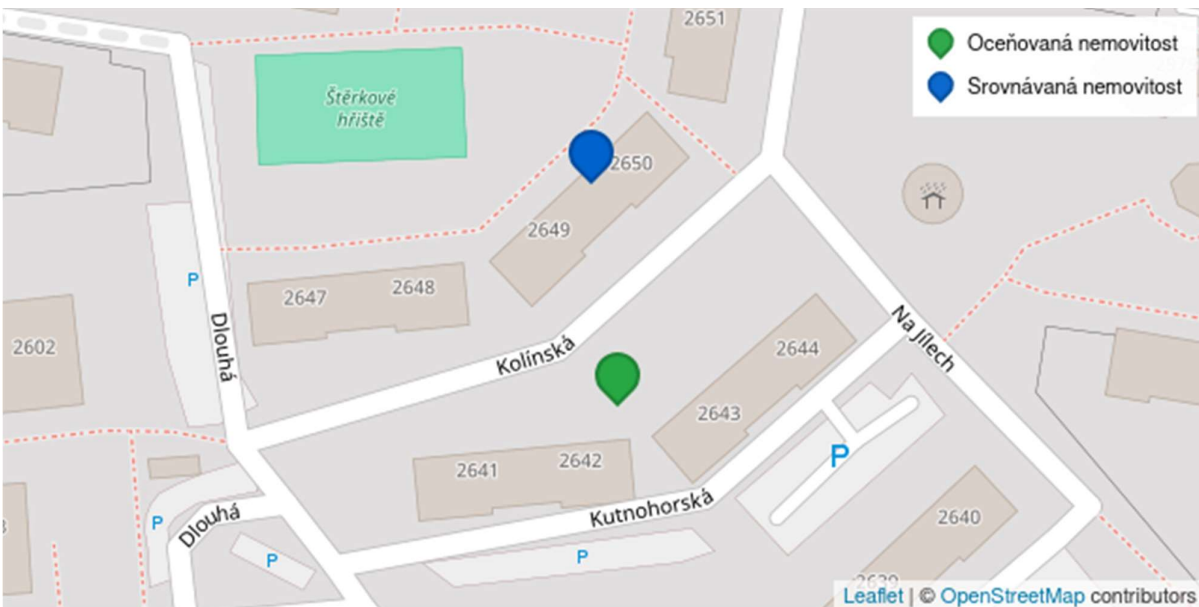 2651
Oceňovaná nemovitost
Srovnávaná nemovitost
Štěrkové
hřiště
2650
2649
P
2647
2648
Dlouhá
2602
Kolínská
Na Jílech
2644
2643
P
2641
2642
Kutnohorská
Dlouhá
P
P
P
2640
2639
Leaflet | © OpenStreetMap contributors